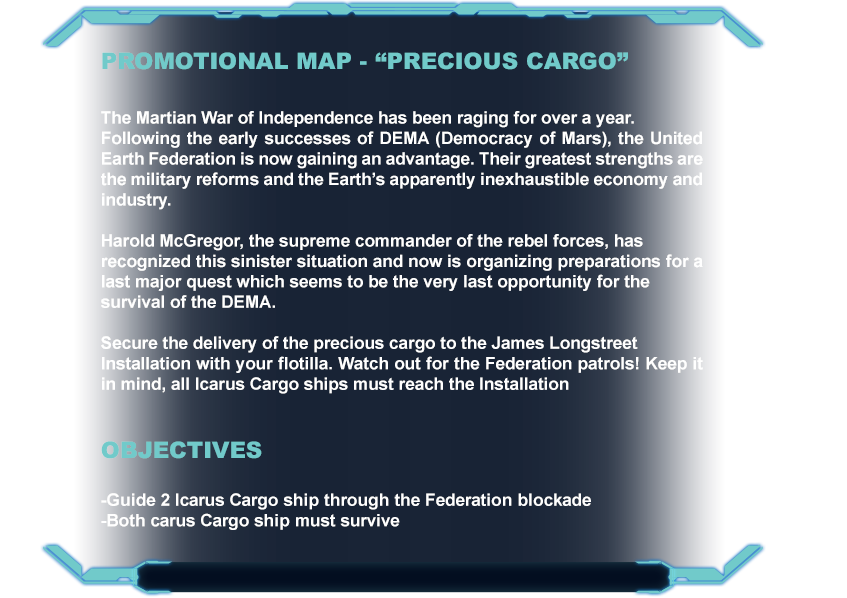 PROMOTIONAL MAP - “PRECIOUS CARGO”
The Martian War of Independence has been raging for over a year.
Following the early successes of DEMA (Democracy of Mars), the United
Earth Federation is now gaining an advantage. Their greatest strengths are
the military reforms and the Earth’s apparently inexhaustible economy and
industry.
Harold McGregor, the supreme commander of the rebel forces, has
recognized this sinister situation and now is organizing preparations for a
last major quest which seems to be the very last opportunity for the
survival of the DEMA.
Secure the delivery of the precious cargo to the James Longstreet
Installation with your flotilla. Watch out for the Federation patrols! Keep it
in mind, all Icarus Cargo ships must reach the Installation
OBJECTIVES
-Guide 2 Icarus Cargo ship through the Federation blockade
-Both carus Cargo ship must survive